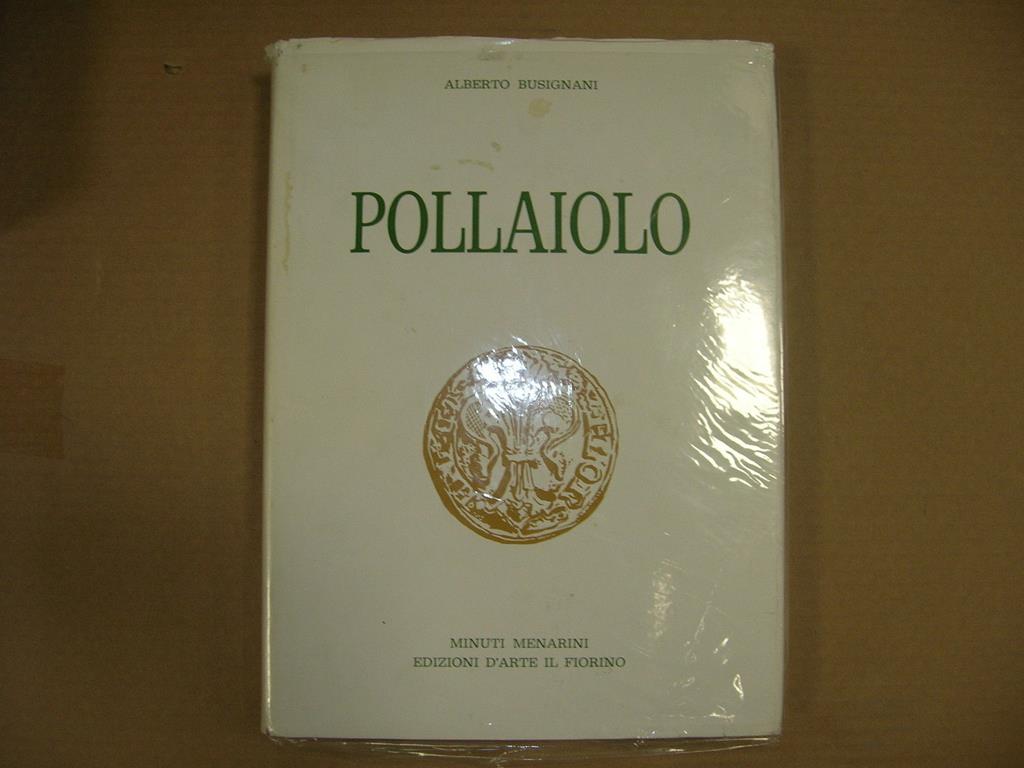 ALBERTO BUSIGNANI
POLLAIOLO
MINUTI MENARINI
EDIZIONI D'ARTE IL FIORINO